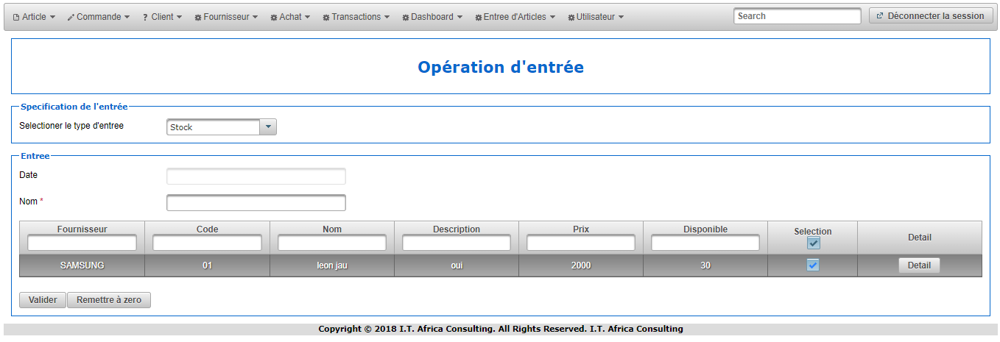 Article Commande ? Client Fournisseur Achat Transactions Dashboard Entree d'Articles Utilisateur Search Déconnecter la session
Opération d'entrée
Specification de l'entrée
Selectioner le type d'entree Stock
Entree
Date
Nom *
Fournisseur Code Nom Description Prix Disponible Selection Detail
SAMSUNG 01 leon jau oui 2000 30 Detail
Valider Remettre à zero
Copyright © 2018 I.T. Africa Consulting. All Rights Reserved. I.T. Africa Consulting